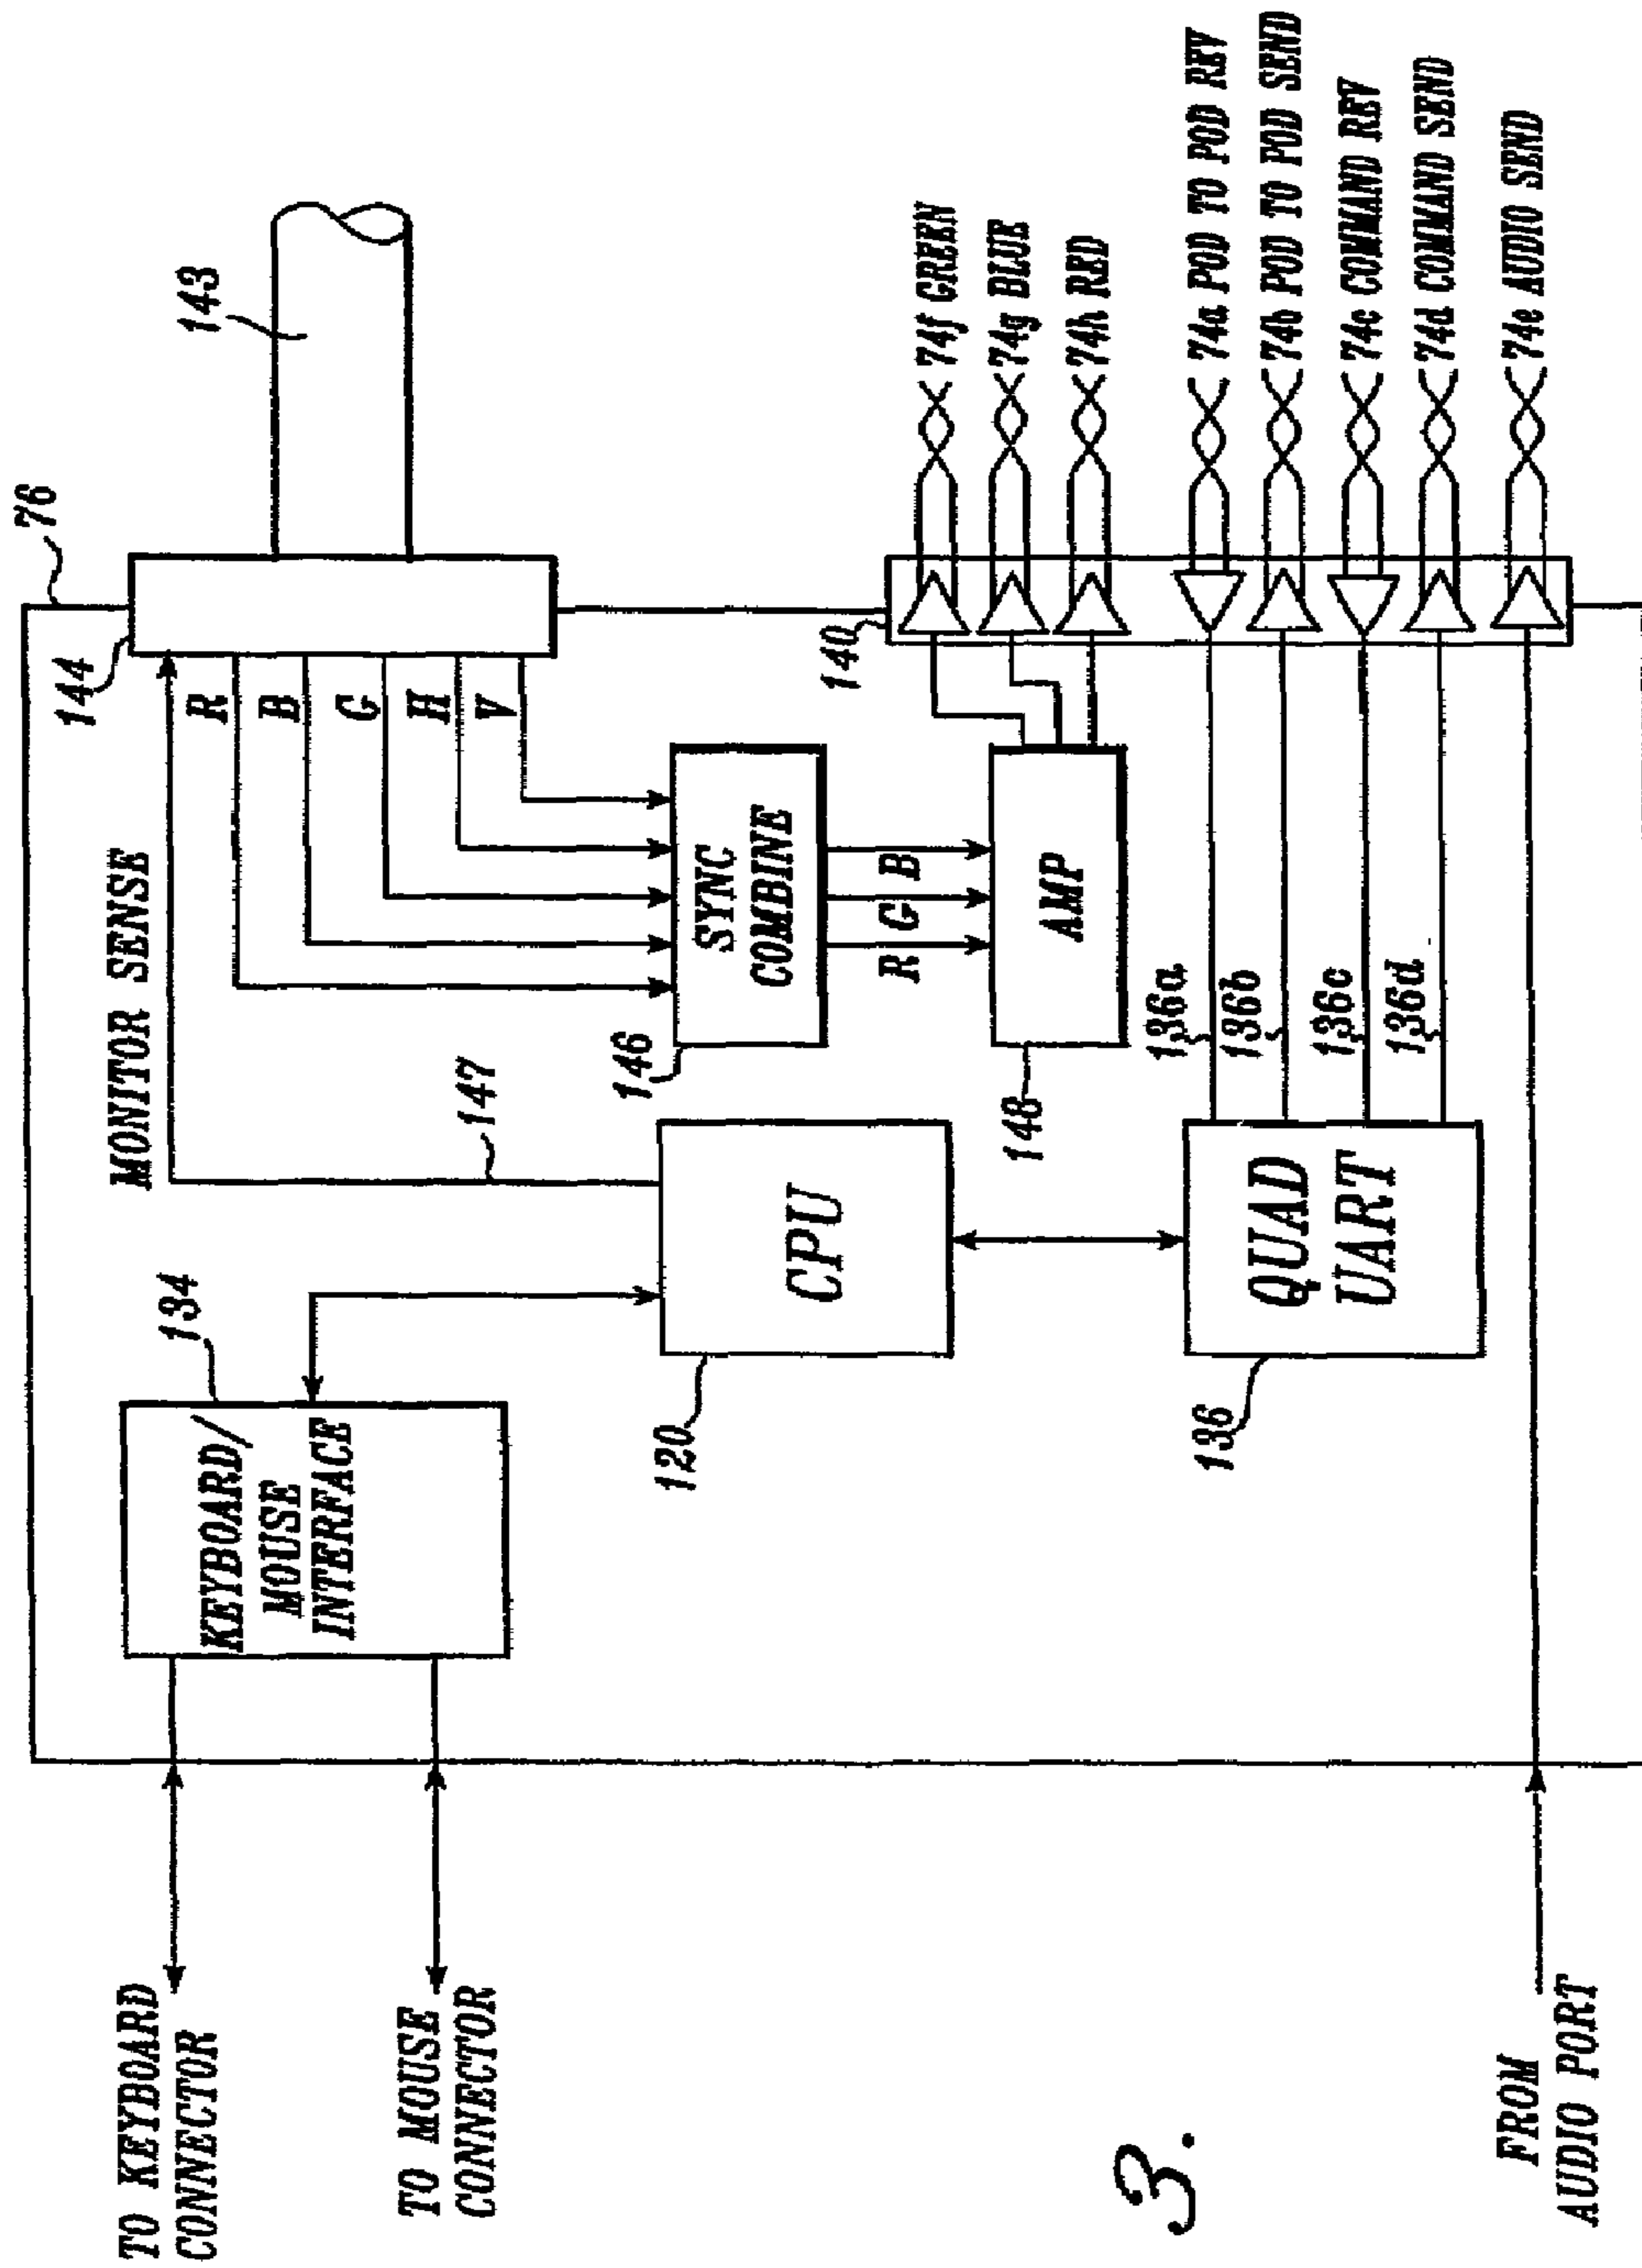 TO KEYBOARD
CONNECTOR
TO MOUSE
CONNECTOR
KEYBOARD/
MOUSE
INTERFACE
134
MONITOR SENSE
147
144
76
143
R
B
G
H
V
SYNC
COMBINE
146
R G B
AMP
148
CPU
120
QUAD
UART
136
136a
136b
136c
136d
140
74f GREEN
74g BLUE
74h RED
74a POD TO POD REV
74b POD TO POD SEND
74c COMMAND REV
74d COMMAND SEND
74e AUDIO SEND
FROM
AUDIO PORT
3.